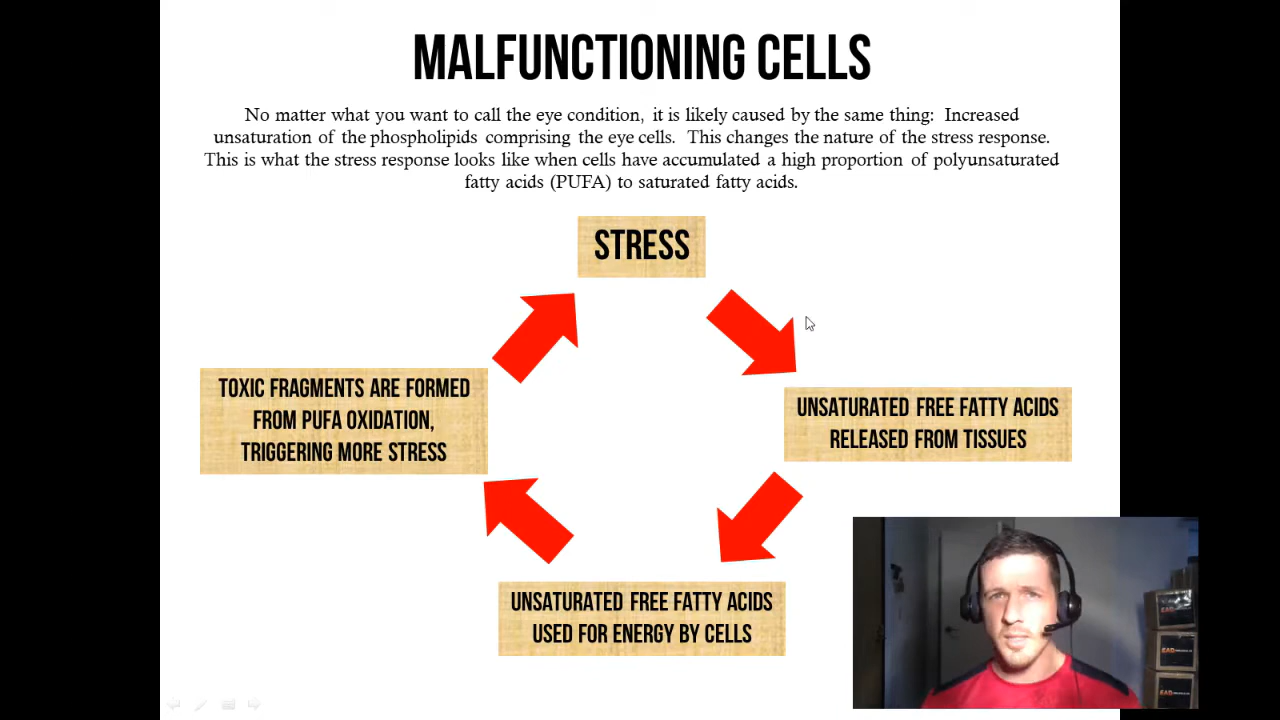 MALFUNCTIONING CELLS
No matter what you want to call the eye condition, it is likely caused by the same thing: Increased
unsaturation of the phospholipids comprising the eye cells. This changes the nature of the stress response.
This is what the stress response looks like when cells have accumulated a high proportion of polyunsaturated
fatty acids (PUFA) to saturated fatty acids.
STRESS
UNSATURATED FREE FATTY ACIDS
RELEASED FROM TISSUES
UNSATURATED FREE FATTY ACIDS
USED FOR ENERGY BY CELLS
TOXIC FRAGMENTS ARE FORMED
FROM PUFA OXIDATION,
TRIGGERING MORE STRESS